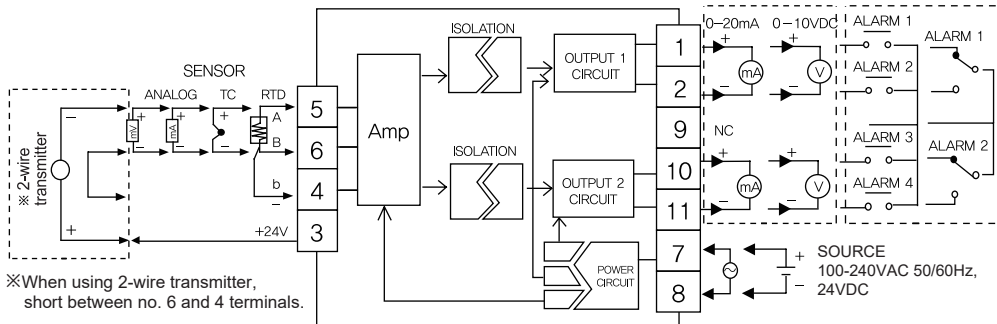 SENSOR
ANALOG TC RTD
mV
mA
+
−
+
−
+
−
A
B
b
−
※ 2-wire
transmitter
−
+
+24V
5
6
4
3
Amp
ISOLATION
ISOLATION
OUTPUT 1
CIRCUIT
OUTPUT 2
CIRCUIT
POWER
CIRCUIT
1
2
9
10
11
7
8
0−20mA 0−10VDC
+
−
mA
+
−
V
NC
+
−
mA
+
−
V
ALARM 1
ALARM 2
ALARM 3
ALARM 4
ALARM 1
ALARM 2
+
−
SOURCE
100-240VAC 50/60Hz,
24VDC
※When using 2-wire transmitter,
short between no. 6 and 4 terminals.